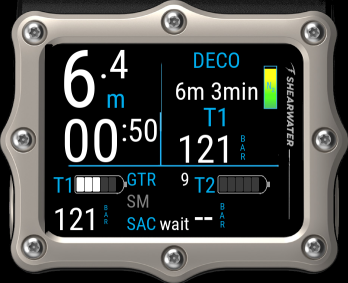 6.4 m
DECO
6m 3min
N₂
T1
00:50
121 BAR
SHEARWATER
T1 GTR 9 T2
SM
121 BAR SAC wait -- BAR